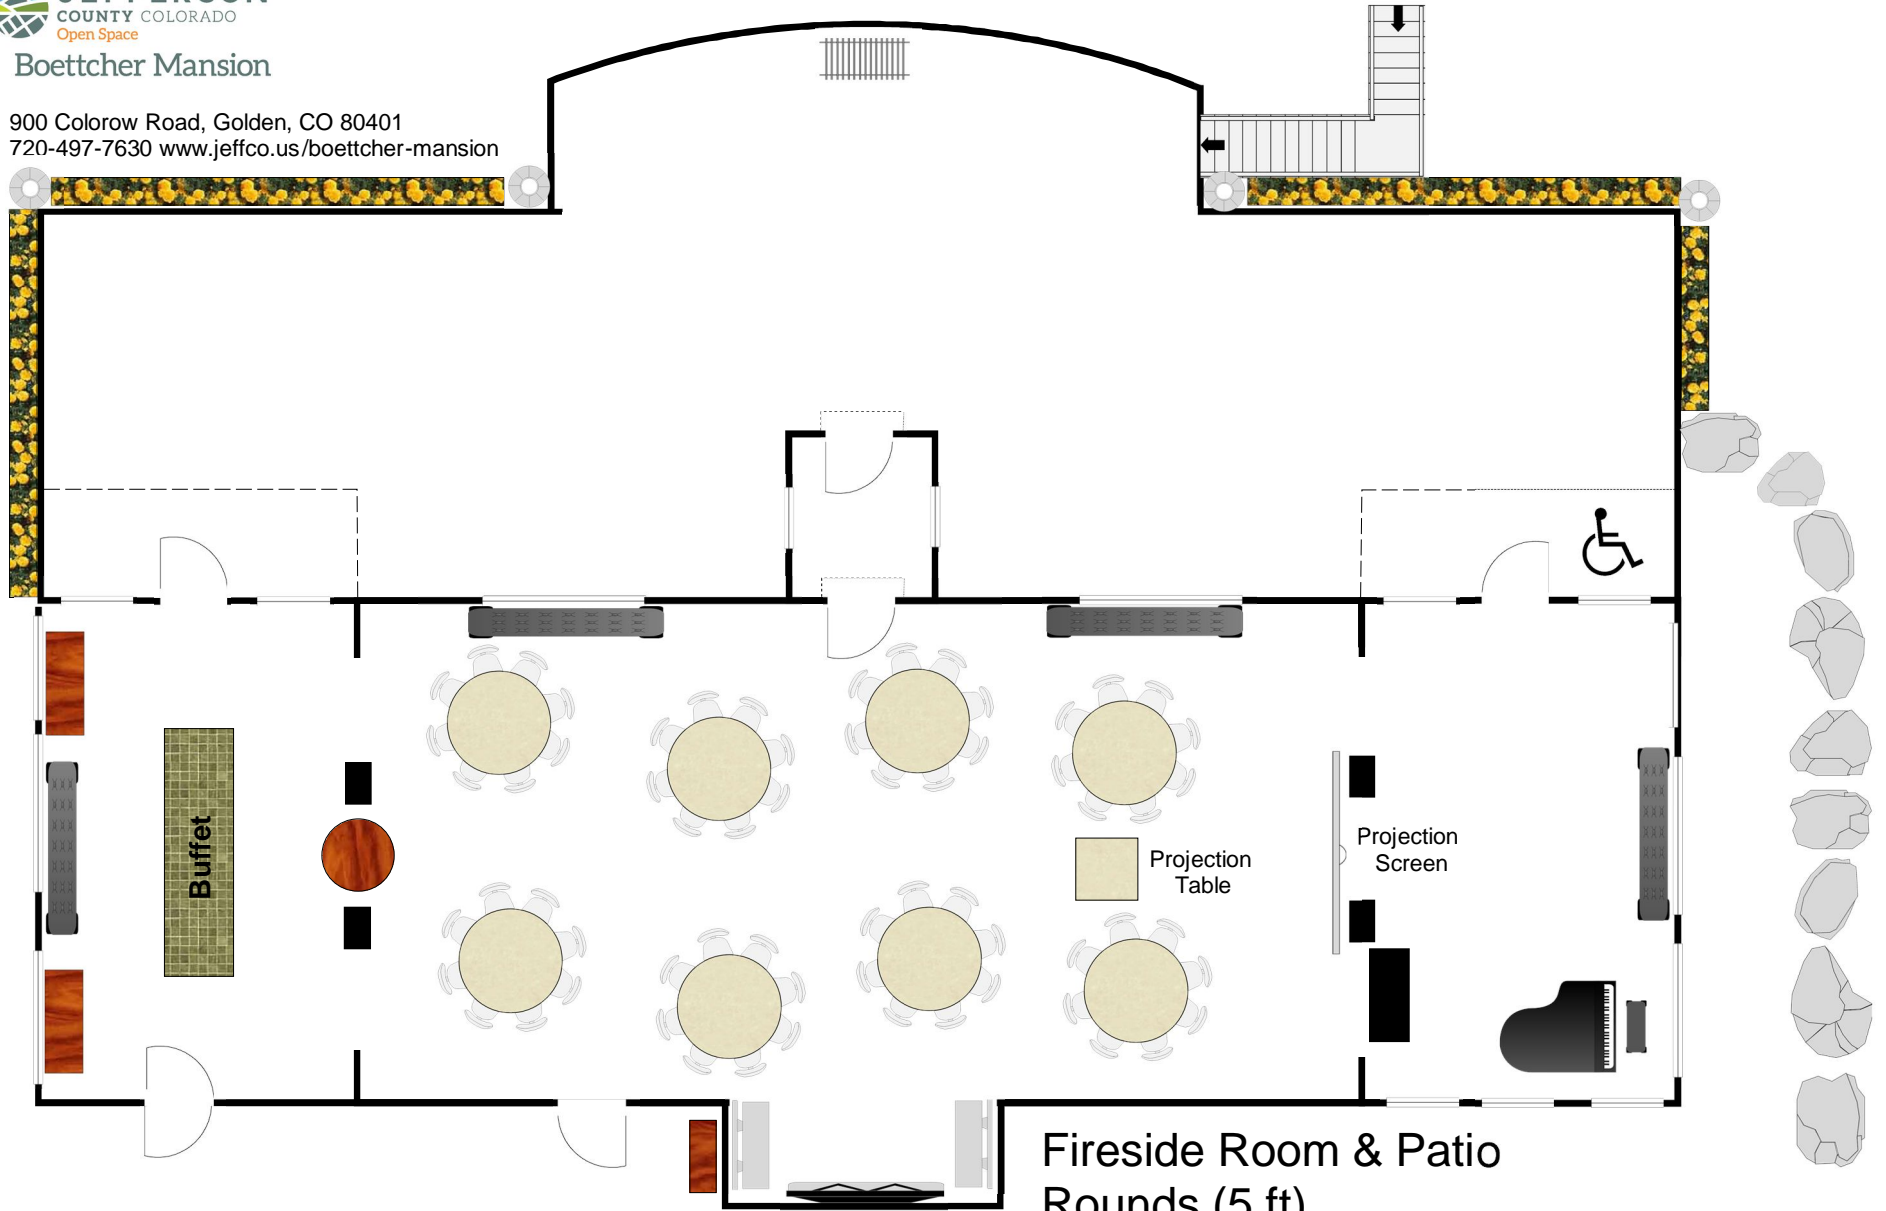 JEFFERSON
COUNTY COLORADO
Open Space
Boettcher Mansion
900 Colorow Road, Golden, CO 80401
720-497-7630 www.jeffco.us/boettcher-mansion
Buffet
Projection
Table
Projection
Screen
Fireside Room & Patio
Rounds (5 ft)